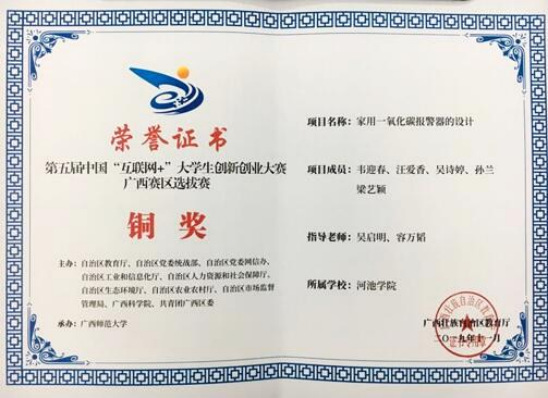 荣誉证书
第五届中国“互联网+”大学生创新创业大赛
广西赛区选拔赛
铜奖
主办：自治区教育厅、自治区党委统战部、自治区党委网信办、
自治区工业和信息化厅、自治区人力资源和社会保障厅、
自治区生态环境厅、自治区农业农村厅、自治区市场监督
管理局、广西科学院、共青团广西区委
承办：广西师范大学
项目名称：家用一氧化碳报警器的设计
项目成员：韦迎春、汪爱香、吴诗婷、孙兰
梁艺颖
指导老师：吴启明、容万韬
所属学校：河池学院
广西壮族自治区教育厅
二〇一九年十一月